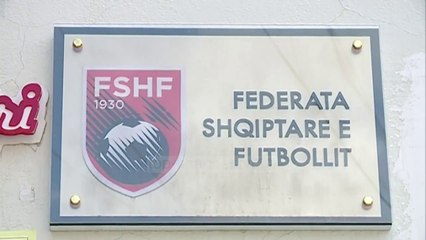 FSHF
1930
FEDERATA
SHQIPTARE E
FUTBOLLIT